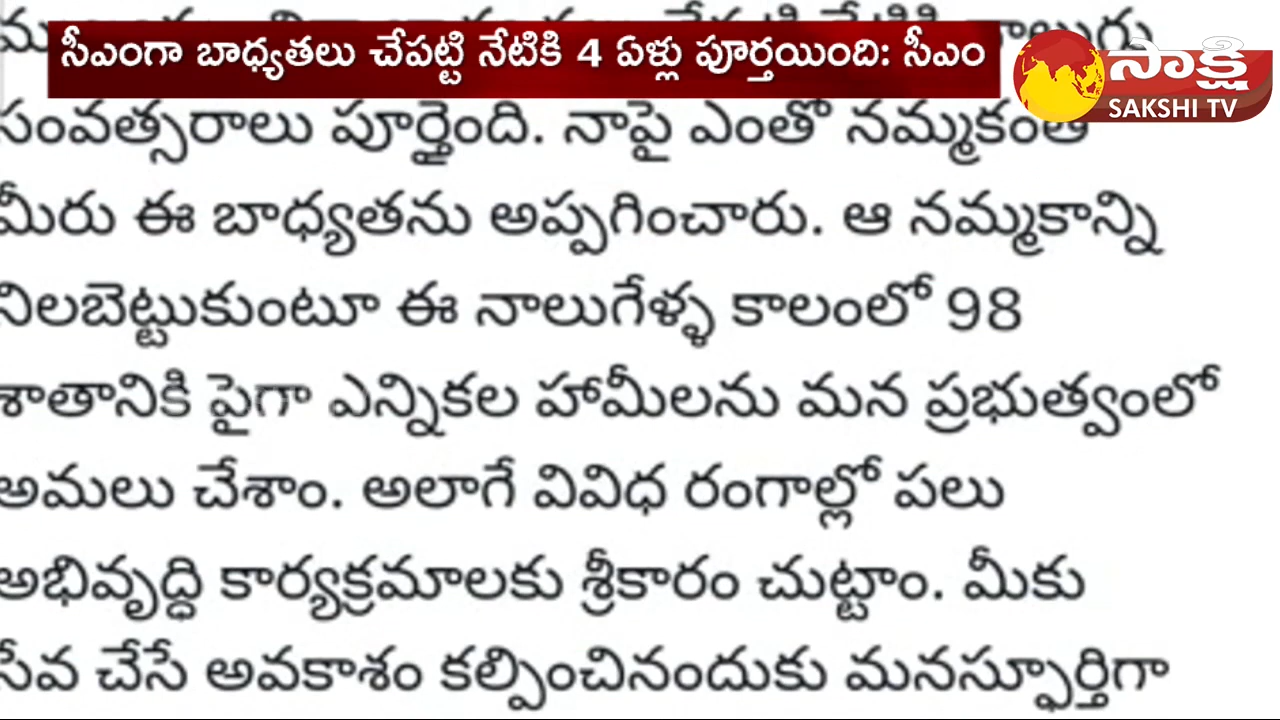 సీఎంగా బాధ్యతలు చేపట్టి నేటికి 4 ఏళ్లు పూర్తయింది: సీఎం
సాక్షి
SAKSHI TV
సంవత్సరాలు పూర్తైంది. నాపై ఎంతో నమ్మకంతో
మీరు ఈ బాధ్యతను అప్పగించారు. ఆ నమ్మకాన్ని
నిలబెట్టుకుంటూ ఈ నాలుగేళ్ళ కాలంలో 98
శాతానికి పైగా ఎన్నికల హామీలను మన ప్రభుత్వంలో
అమలు చేశాం. అలాగే వివిధ రంగాల్లో పలు
అభివృద్ధి కార్యక్రమాలకు శ్రీకారం చుట్టాం. మీకు
సేవ చేసే అవకాశం కల్పించినందుకు మనస్ఫూర్తిగా